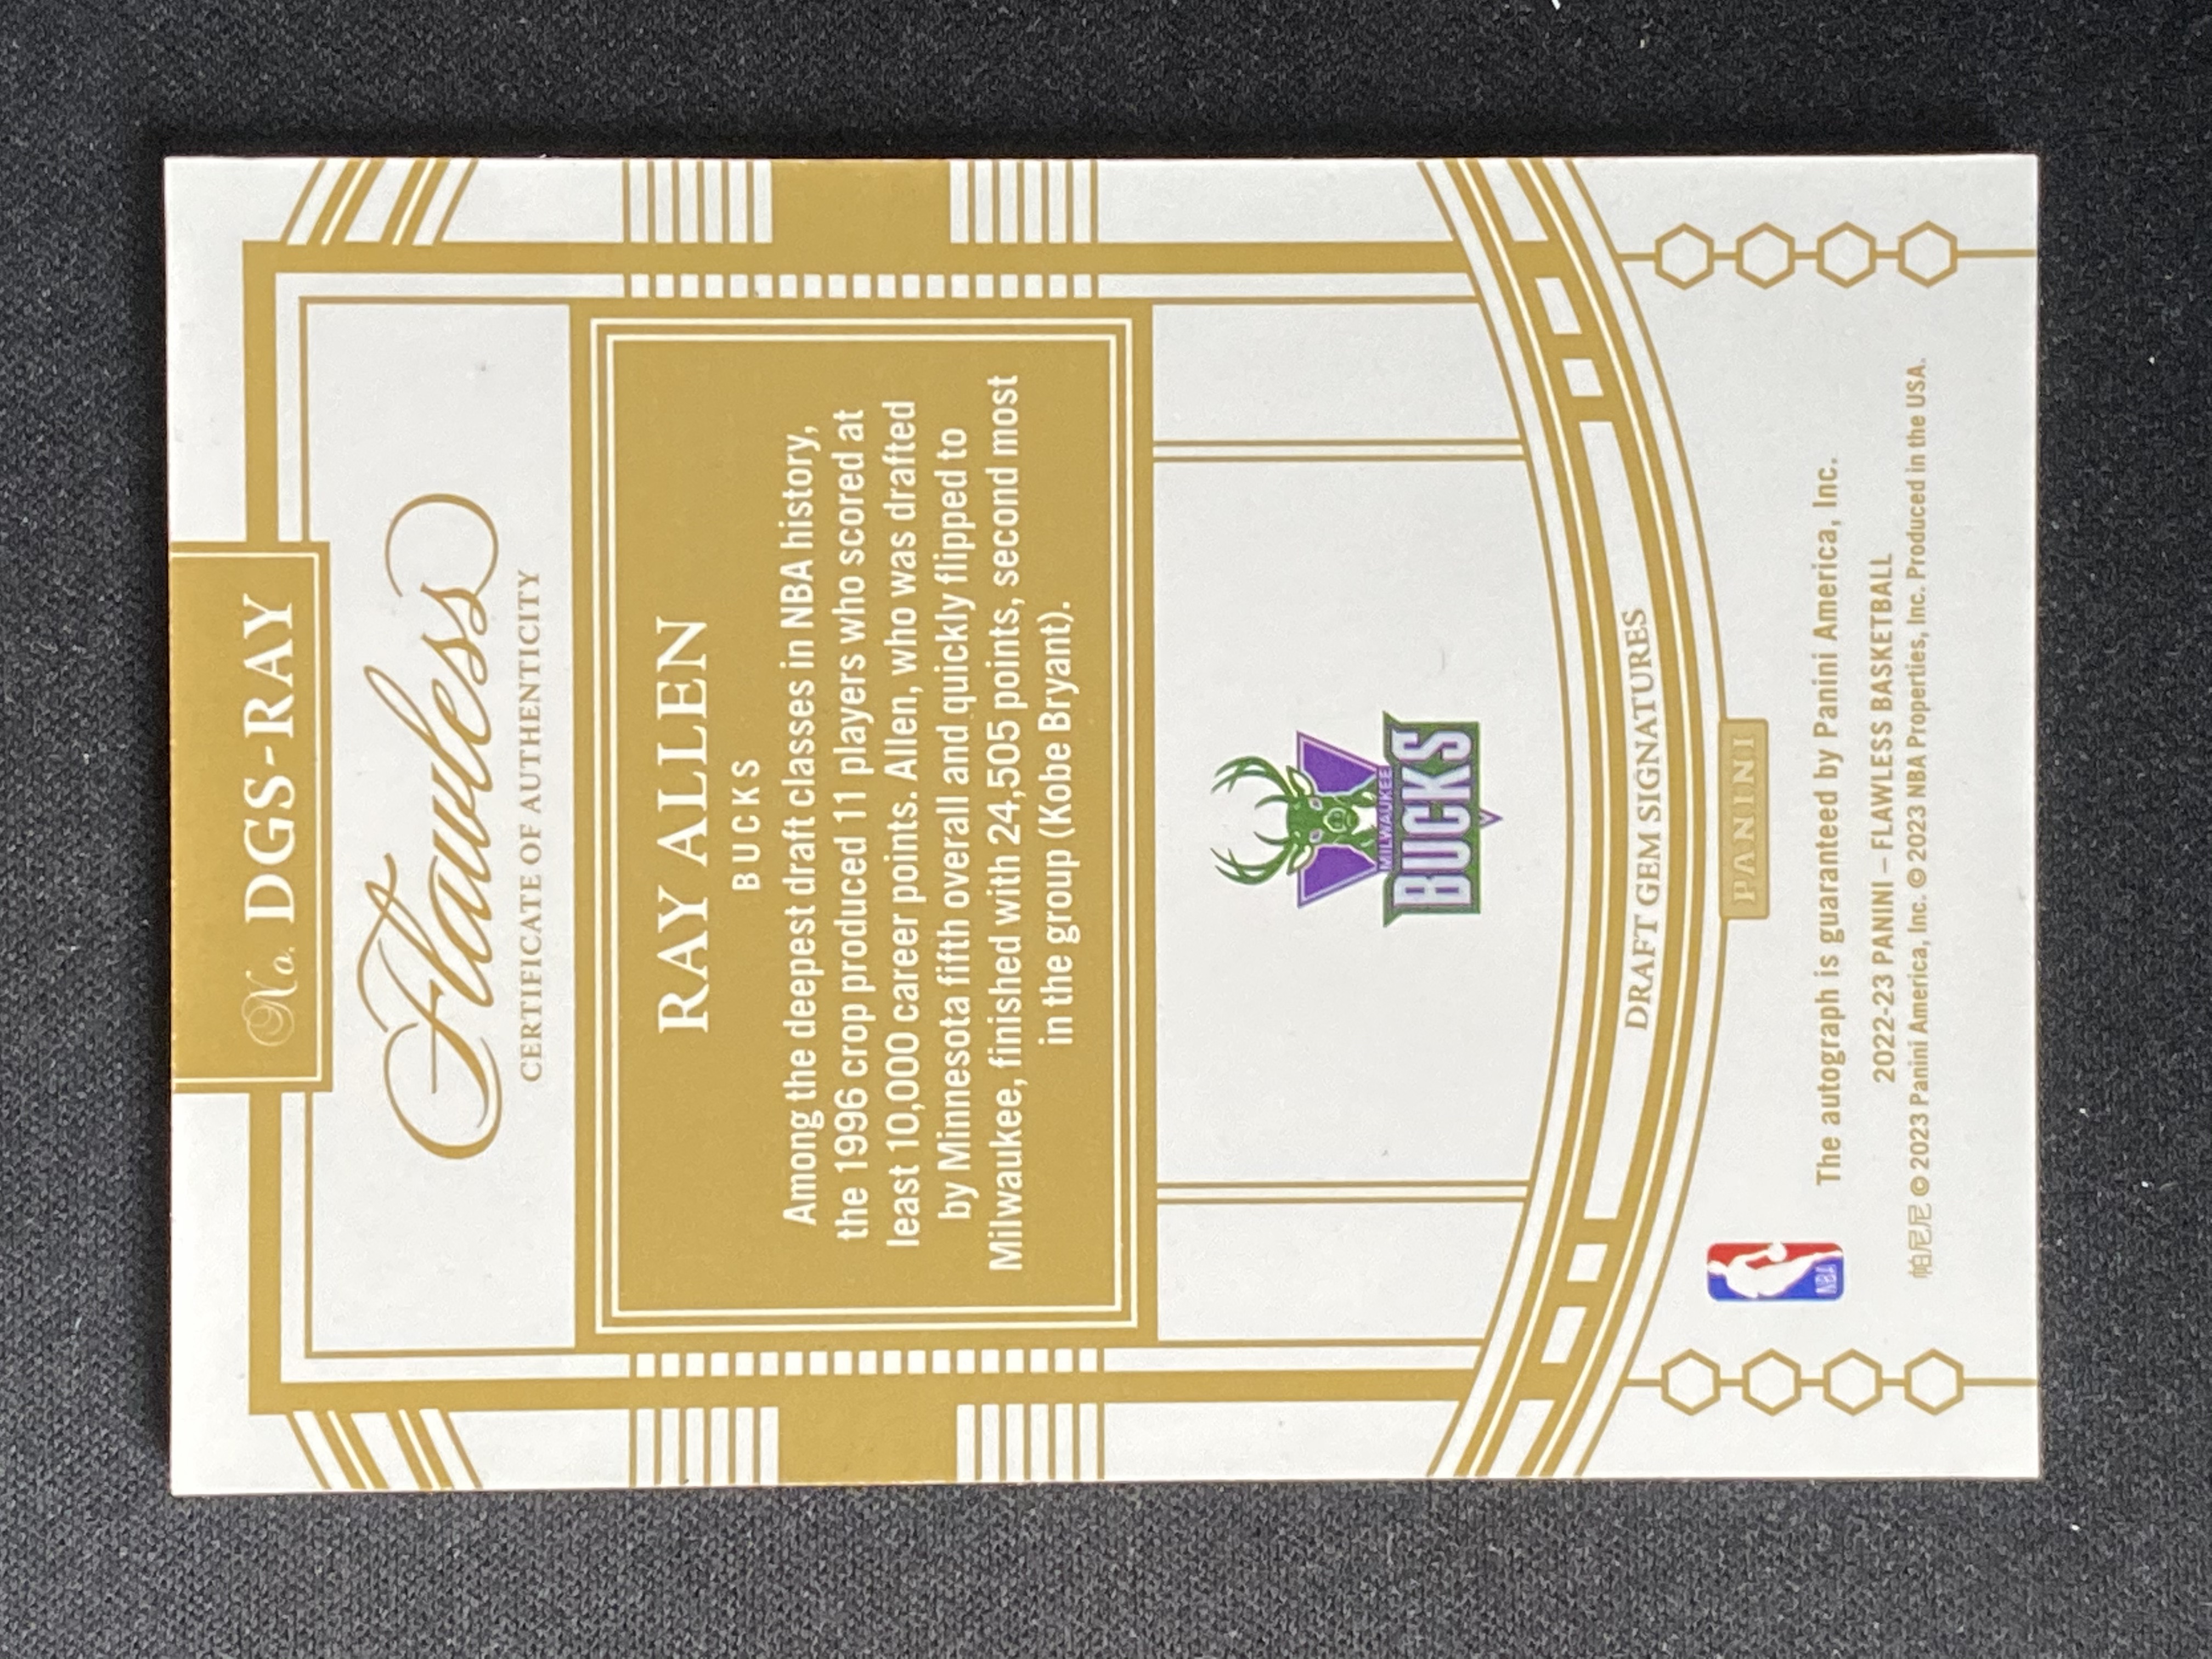 No. DGS-RAY
Flawless
CERTIFICATE OF AUTHENTICITY
RAY ALLEN
BUCKS
Among the deepest draft classes in NBA history,
the 1996 crop produced 11 players who scored at
least 10,000 career points. Allen, who was drafted
by Minnesota fifth overall and quickly flipped to
Milwaukee, finished with 24,505 points, second most
in the group (Kobe Bryant).
MILWAUKEE
BUCKS
DRAFT GEM SIGNATURES
PANINI
The autograph is guaranteed by Panini America, Inc.
2022-23 PANINI – FLAWLESS BASKETBALL
帕尼尼 © 2023 Panini America, Inc. © 2023 NBA Properties, Inc. Produced in the USA.
NBA